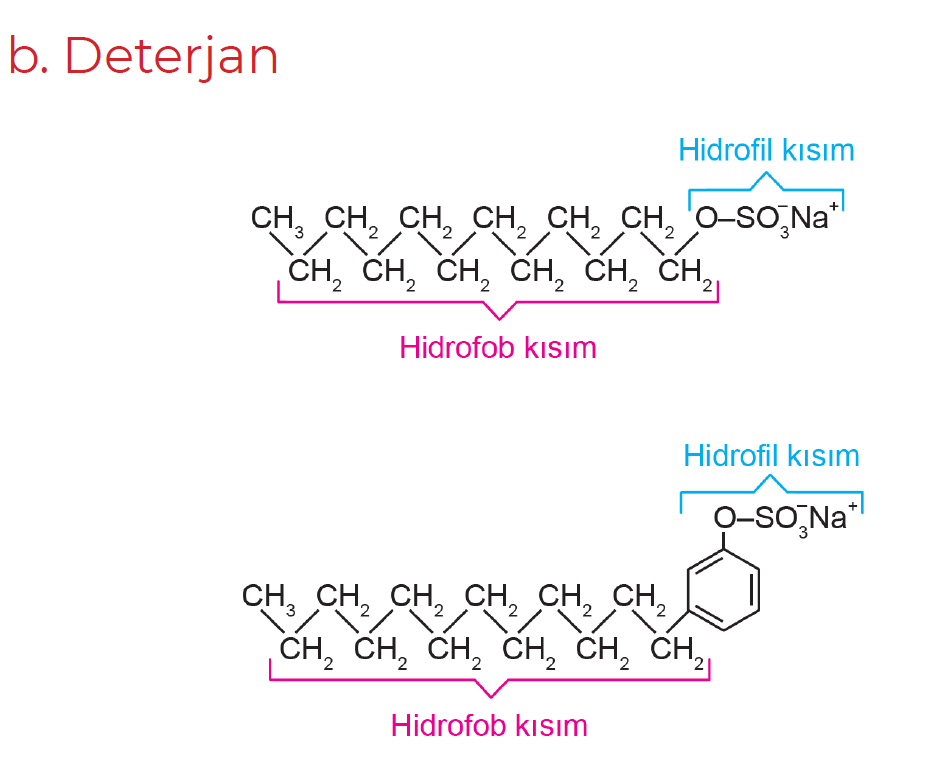 b. Deterjan
Hidrofil kısım
CH₃ CH₂ CH₂ CH₂ CH₂ CH₂ O–SO₃⁻Na⁺
CH₂ CH₂ CH₂ CH₂ CH₂ CH₂
Hidrofob kısım
Hidrofil kısım
O–SO₃⁻Na⁺
CH₃ CH₂ CH₂ CH₂ CH₂ CH₂
CH₂ CH₂ CH₂ CH₂ CH₂ CH₂
Hidrofob kısım